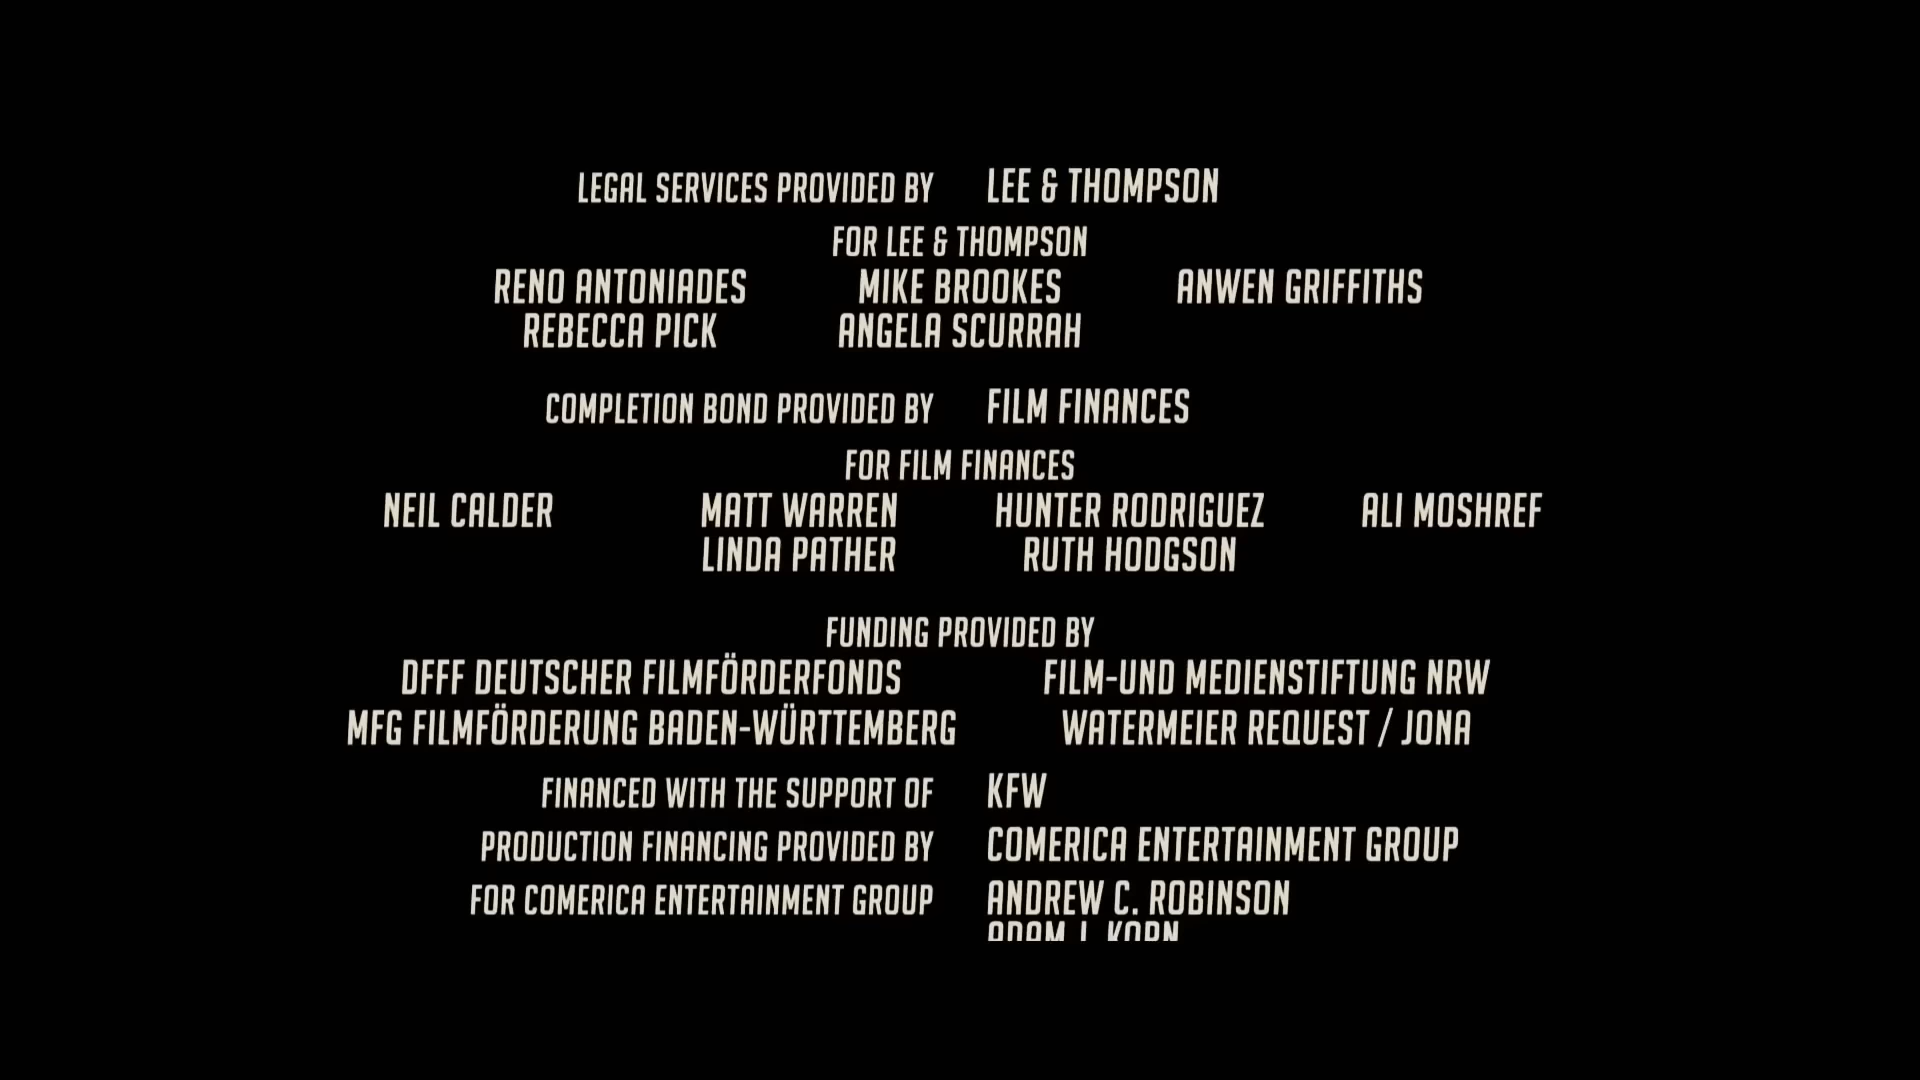 LEGAL SERVICES PROVIDED BY LEE & THOMPSON
FOR LEE & THOMPSON
RENO ANTONIADES MIKE BROOKES ANWEN GRIFFITHS
REBECCA PICK ANGELA SCURRAH
COMPLETION BOND PROVIDED BY FILM FINANCES
FOR FILM FINANCES
NEIL CALDER MATT WARREN HUNTER RODRIGUEZ ALI MOSHREF
LINDA PATHER RUTH HODGSON
FUNDING PROVIDED BY
DFFF DEUTSCHER FILMFÖRDERFONDS FILM-UND MEDIENSTIFTUNG NRW
MFG FILMFÖRDERUNG BADEN-WÜRTTEMBERG WATERMEIER REQUEST / JONA
FINANCED WITH THE SUPPORT OF KFW
PRODUCTION FINANCING PROVIDED BY COMERICA ENTERTAINMENT GROUP
FOR COMERICA ENTERTAINMENT GROUP ANDREW C. ROBINSON
ADAM J. KORN